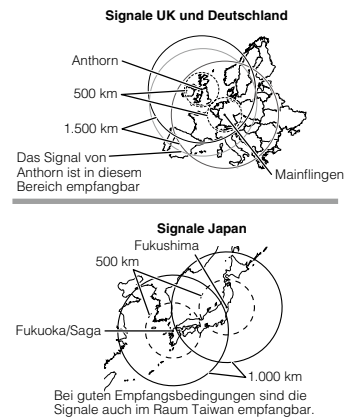 Signale UK und Deutschland
Anthorn
500 km
1.500 km
Das Signal von
Anthorn ist in diesem
Bereich empfangbar
Mainflingen
Signale Japan
Fukushima
500 km
Fukuoka/Saga
1.000 km
Bei guten Empfangsbedingungen sind die
Signale auch im Raum Taiwan empfangbar.